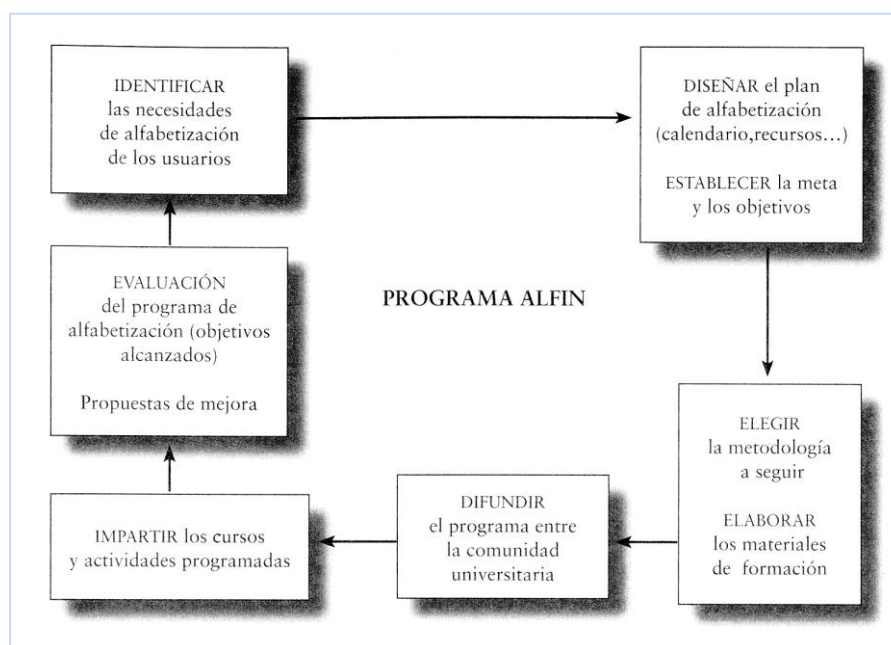 IDENTIFICAR
las necesidades
de alfabetización
de los usuarios
DISEÑAR el plan
de alfabetización
(calendario,recursos...)
ESTABLECER la meta
y los objetivos
EVALUACIÓN
del programa de
alfabetización (objetivos
alcanzados)
Propuestas de mejora
PROGRAMA ALFIN
ELEGIR
la metodología
a seguir
ELABORAR
los materiales
de formación
DIFUNDIR
el programa entre
la comunidad
universitaria
IMPARTIR los cursos
y actividades programadas